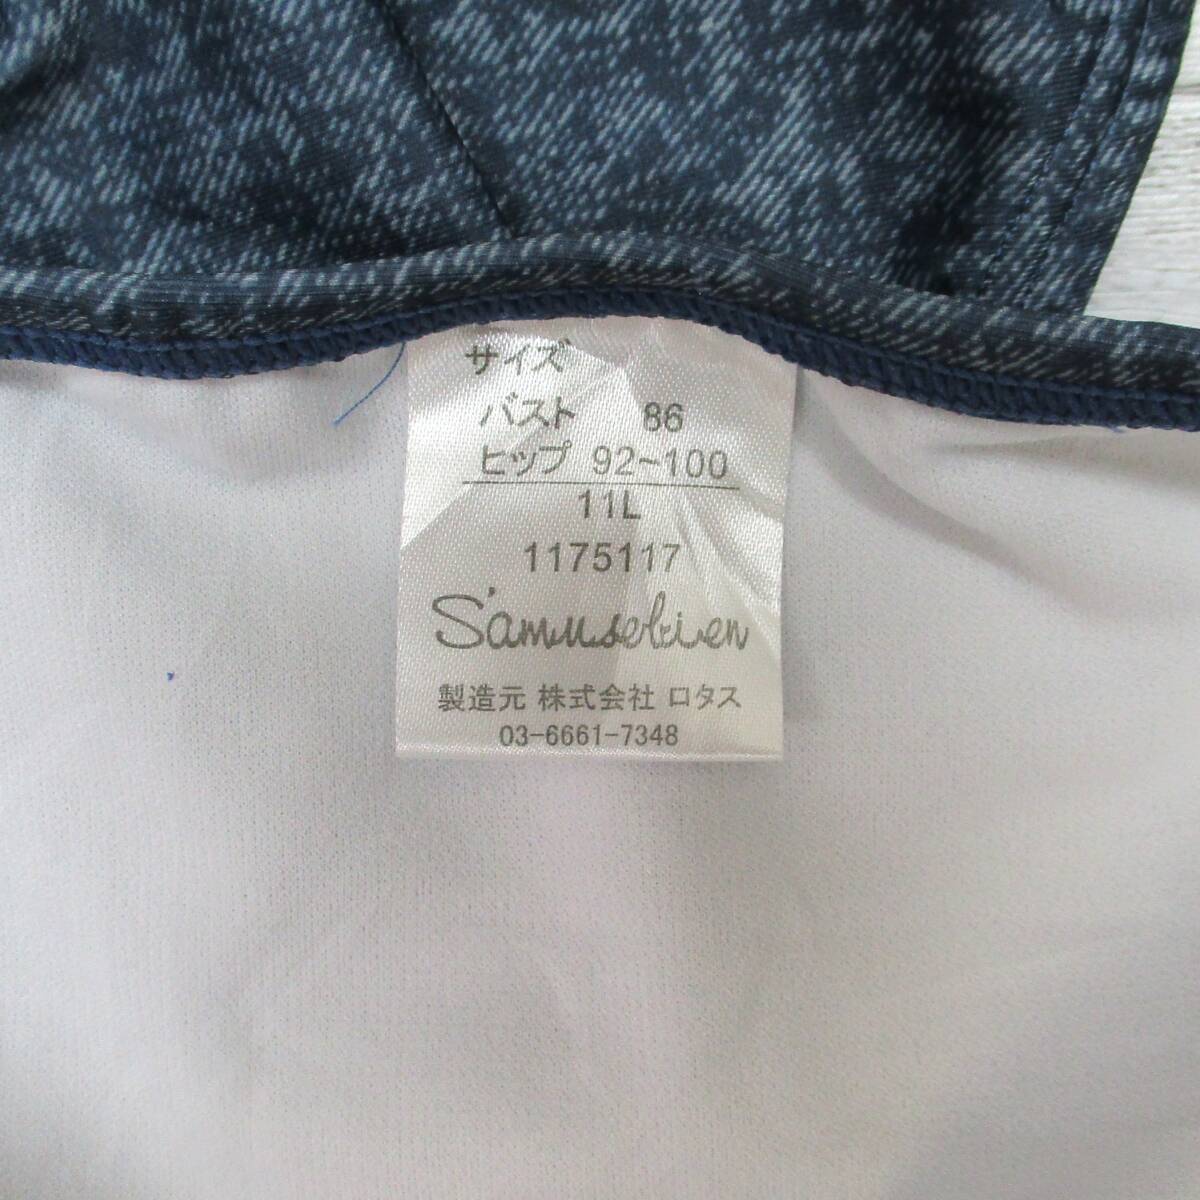 サイズ
バスト 86
ヒップ 92~100
11L
1175117
S'amusebien
製造元 株式会社 ロタス
03-6661-7348